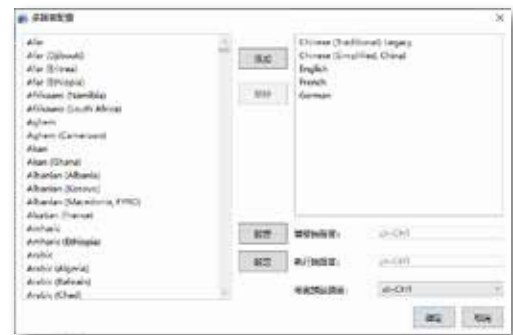 Afar
Afar (Djibouti)
Afar (Eritrea)
Afar (Ethiopia)
Afrikaans (Namibia)
Afrikaans (South Africa)
Aghem
Aghem (Cameroon)
Akan
Akan (Ghana)
Albanian (Albania)
Albanian (Kosovo)
Albanian (Macedonia, FYRO)
Alsatian (France)
Amharic
Amharic (Ethiopia)
Arabic
Arabic (Algeria)
Arabic (Bahrain)
Arabic (Chad)
Chinese (Traditional) Legacy
Chinese (Simplified, China)
English
French
German
zh-CHT
zh-CHT
zh-CHT